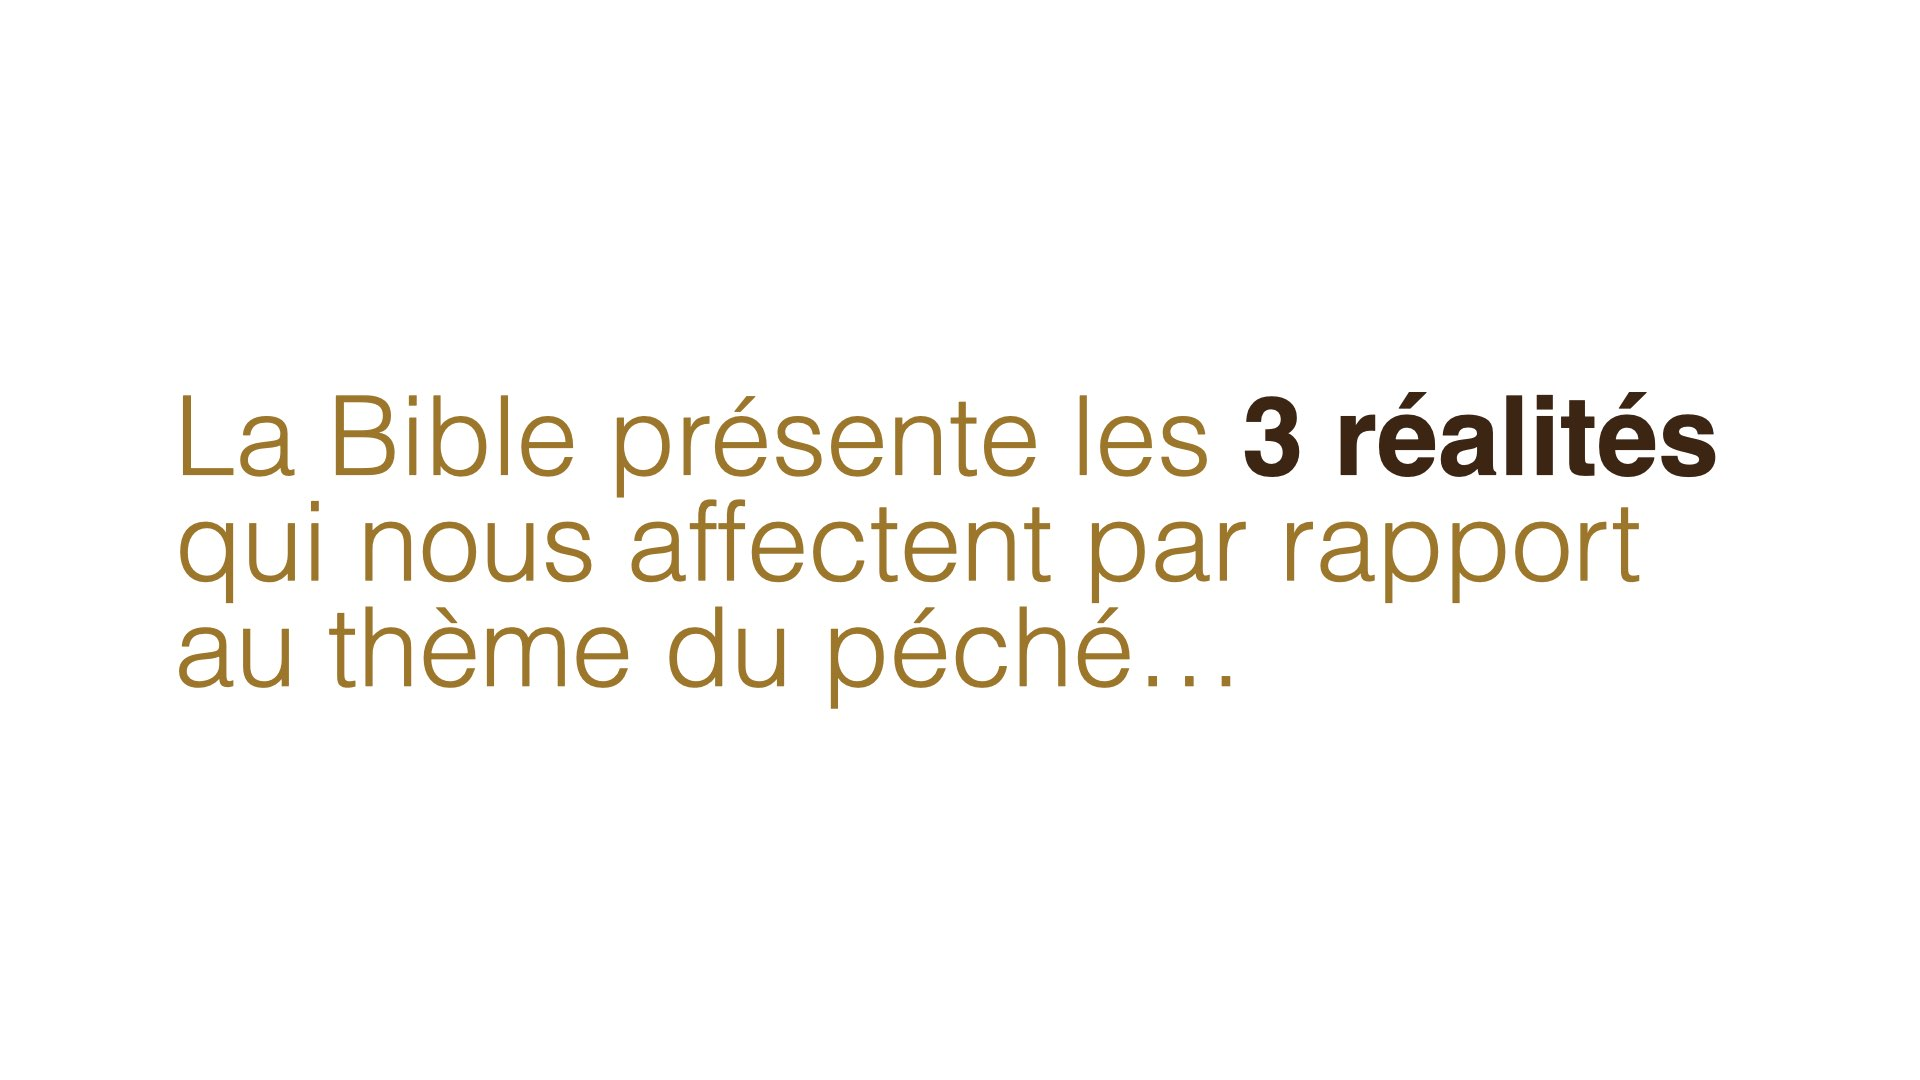 La Bible présente les 3 réalités
qui nous affectent par rapport
au thème du péché…